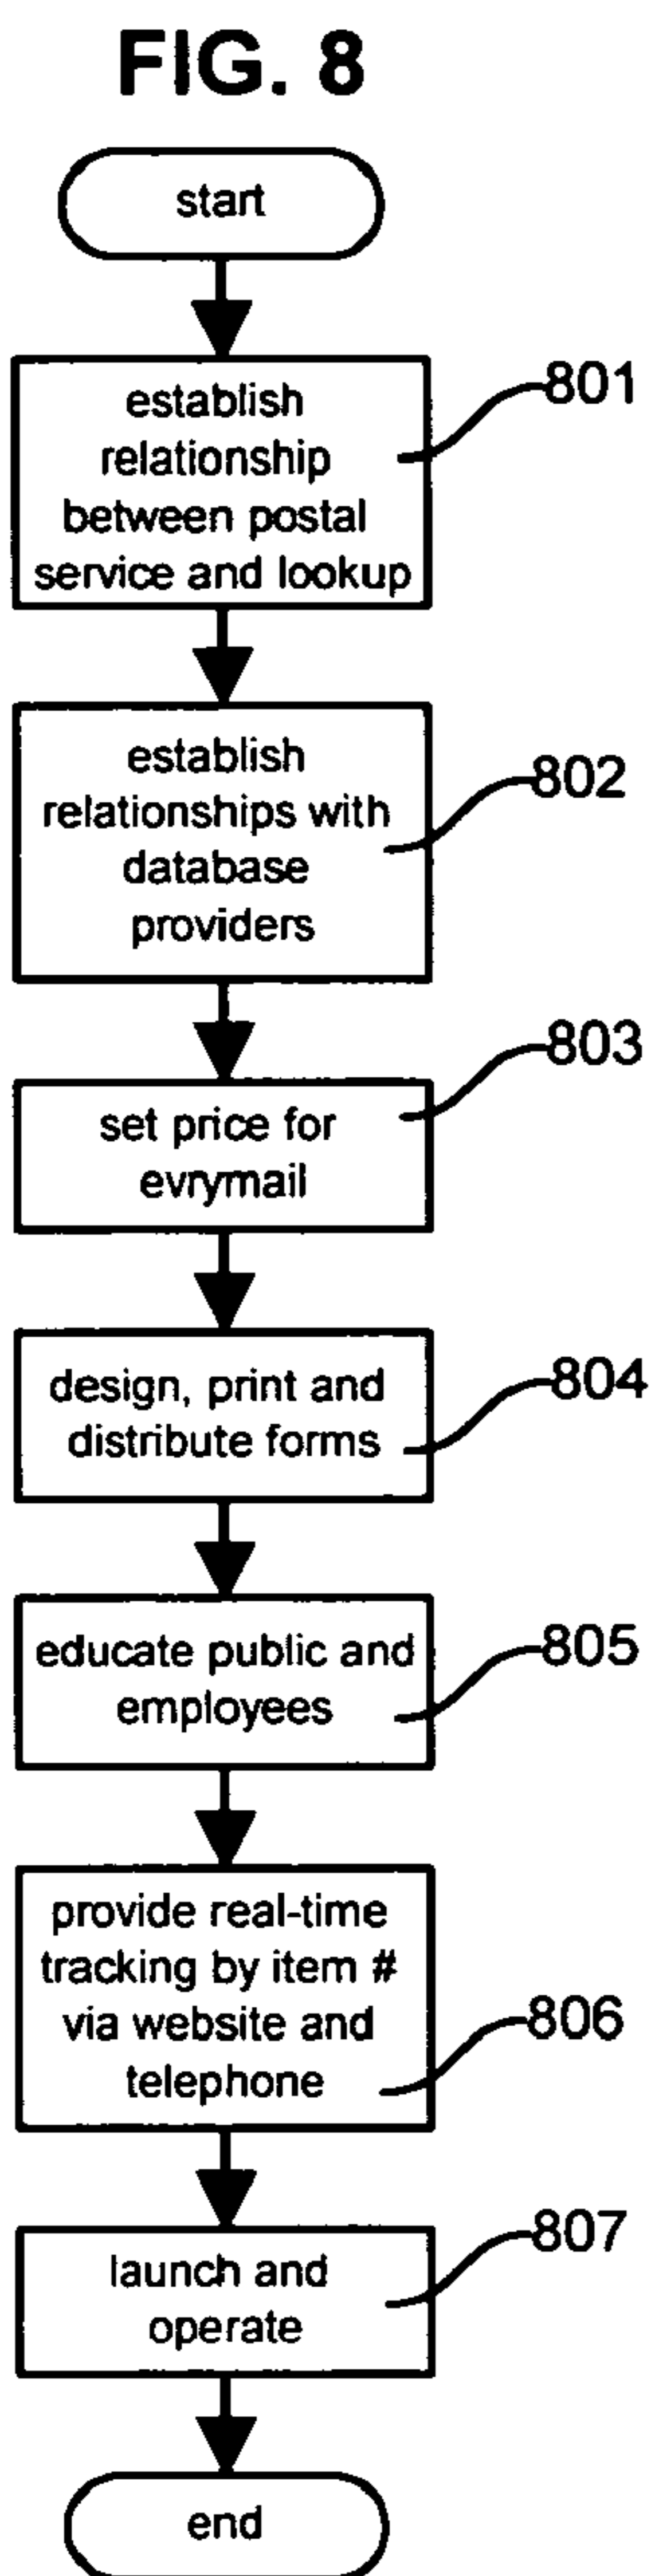 FIG. 8
start
establish
relationship
between postal
service and lookup
801
establish
relationships with
database
providers
802
set price for
evrymail
803
design, print and
distribute forms
804
educate public and
employees
805
provide real-time
tracking by item #
via website and
telephone
806
launch and
operate
807
end